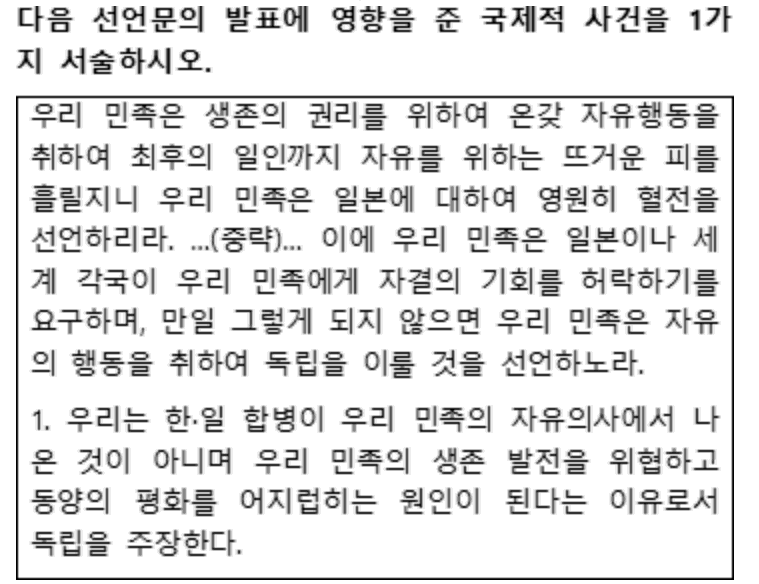 다음 선언문의 발표에 영향을 준 국제적 사건을 1가
지 서술하시오.
우리 민족은 생존의 권리를 위하여 온갖 자유행동을
취하여 최후의 일인까지 자유를 위하는 뜨거운 피를
흘릴지니 우리 민족은 일본에 대하여 영원히 혈전을
선언하리라. ...(중략)... 이에 우리 민족은 일본이나 세
계 각국이 우리 민족에게 자결의 기회를 허락하기를
요구하며, 만일 그렇게 되지 않으면 우리 민족은 자유
의 행동을 취하여 독립을 이룰 것을 선언하노라.
1. 우리는 한·일 합병이 우리 민족의 자유의사에서 나
온 것이 아니며 우리 민족의 생존 발전을 위협하고
동양의 평화를 어지럽히는 원인이 된다는 이유로서
독립을 주장한다.